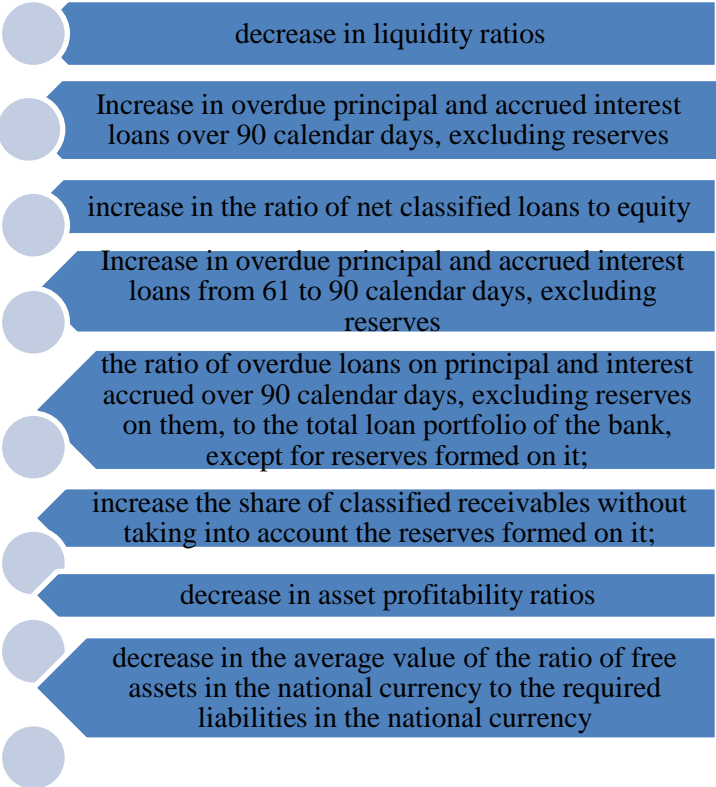 decrease in liquidity ratios
Increase in overdue principal and accrued interest
loans over 90 calendar days, excluding reserves
increase in the ratio of net classified loans to equity
Increase in overdue principal and accrued interest
loans from 61 to 90 calendar days, excluding
reserves
the ratio of overdue loans on principal and interest
accrued over 90 calendar days, excluding reserves
on them, to the total loan portfolio of the bank,
except for reserves formed on it;
increase the share of classified receivables without
taking into account the reserves formed on it;
decrease in asset profitability ratios
decrease in the average value of the ratio of free
assets in the national currency to the required
liabilities in the national currency